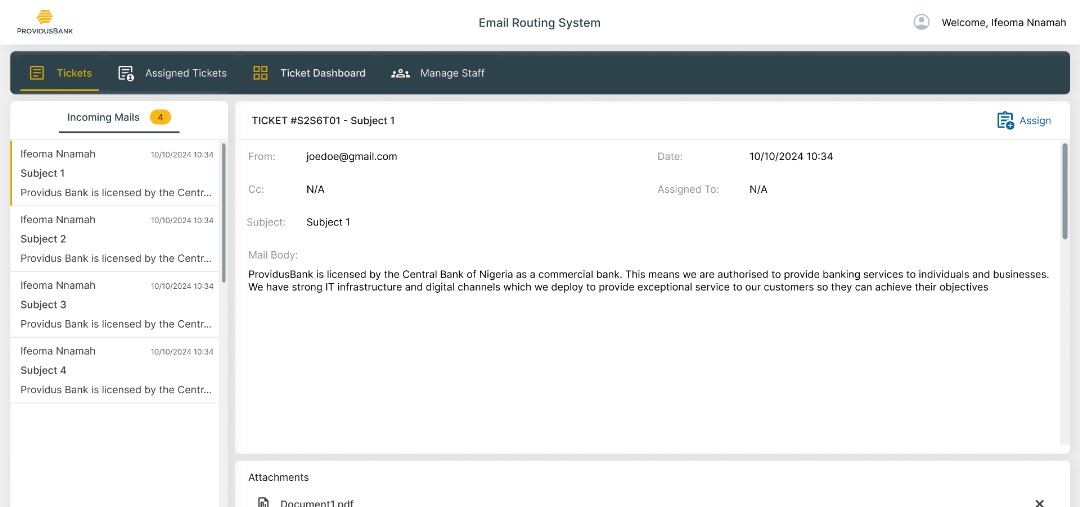 PROVIDUSBANK
Email Routing System
Welcome, Ifeoma Nnamah
Tickets
Assigned Tickets
Ticket Dashboard
Manage Staff
Incoming Mails 4
Ifeoma Nnamah 10/10/2024 10:34
Subject 1
Providus Bank is licensed by the Centr...
Ifeoma Nnamah 10/10/2024 10:34
Subject 2
Providus Bank is licensed by the Centr...
Ifeoma Nnamah 10/10/2024 10:34
Subject 3
Providus Bank is licensed by the Centr...
Ifeoma Nnamah 10/10/2024 10:34
Subject 4
Providus Bank is licensed by the Centr...
TICKET #S2S6T01 - Subject 1
Assign
From: joedoe@gmail.com
Date: 10/10/2024 10:34
Cc: N/A
Assigned To: N/A
Subject: Subject 1
Mail Body:
ProvidusBank is licensed by the Central Bank of Nigeria as a commercial bank. This means we are authorised to provide banking services to individuals and businesses.
We have strong IT infrastructure and digital channels which we deploy to provide exceptional service to our customers so they can achieve their objectives
Attachments
Document1.pdf